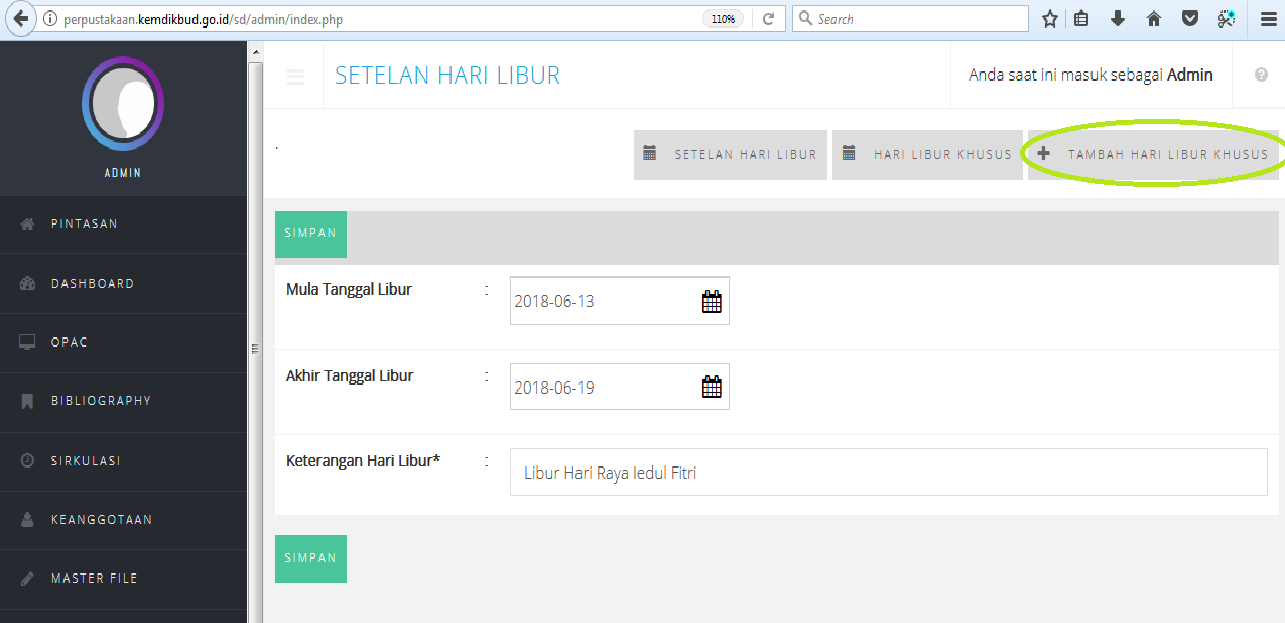 perpustakaan.kemdikbud.go.id/sd/admin/index.php
110%
Search
ADMIN
PINTASAN
DASHBOARD
OPAC
BIBLIOGRAPHY
SIRKULASI
KEANGGOTAAN
MASTER FILE
SETELAN HARI LIBUR
Anda saat ini masuk sebagai Admin
.
SETELAN HARI LIBUR
HARI LIBUR KHUSUS
TAMBAH HARI LIBUR KHUSUS
SIMPAN
Mula Tanggal Libur : 2018-06-13
Akhir Tanggal Libur : 2018-06-19
Keterangan Hari Libur* : Libur Hari Raya Iedul Fitri
SIMPAN